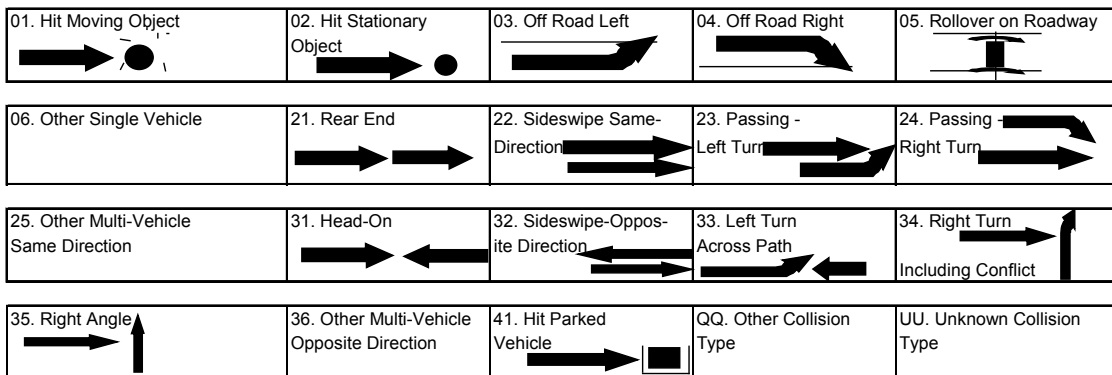 01. Hit Moving Object
02. Hit Stationary
Object
03. Off Road Left
04. Off Road Right
05. Rollover on Roadway
06. Other Single Vehicle
21. Rear End
22. Sideswipe Same-
Direction
23. Passing -
Left Turn
24. Passing -
Right Turn
25. Other Multi-Vehicle
Same Direction
31. Head-On
32. Sideswipe-Oppos-
ite Direction
33. Left Turn
Across Path
34. Right Turn
Including Conflict
35. Right Angle
36. Other Multi-Vehicle
Opposite Direction
41. Hit Parked
Vehicle
QQ. Other Collision
Type
UU. Unknown Collision
Type